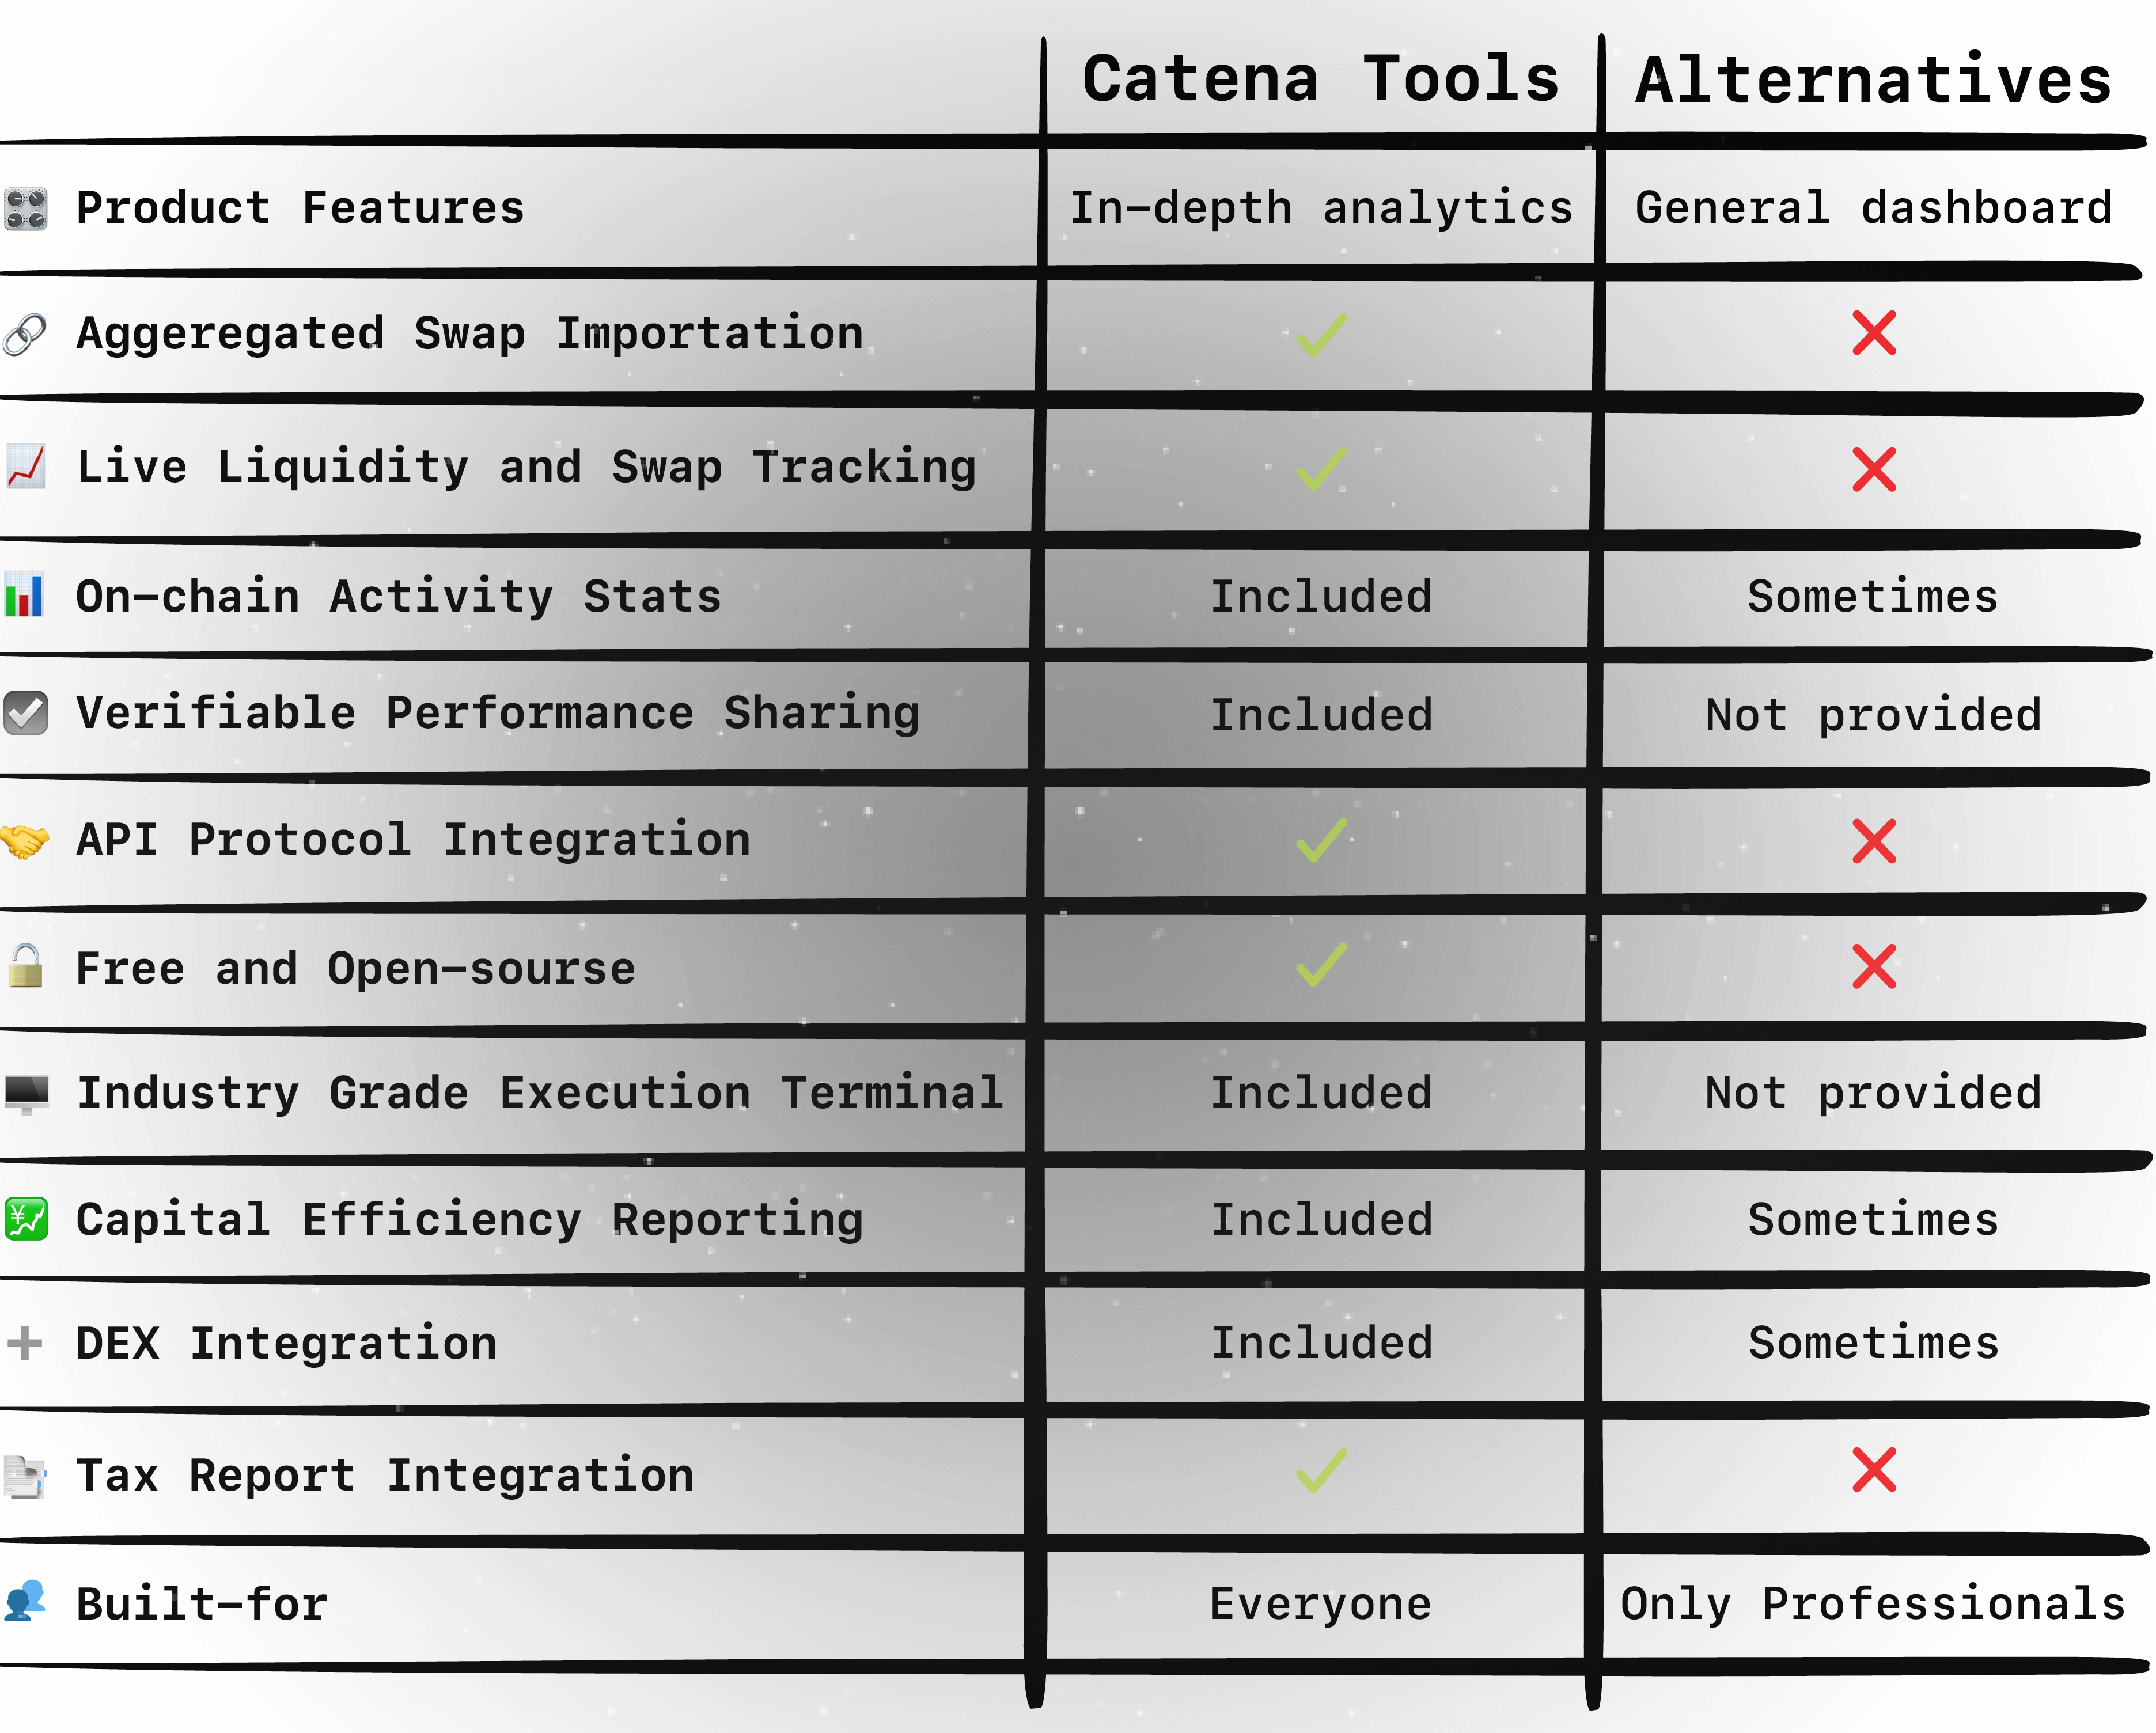 Catena Tools Alternatives
Product Features In-depth analytics General dashboard
Aggeregated Swap Importation
Live Liquidity and Swap Tracking
On-chain Activity Stats Included Sometimes
Verifiable Performance Sharing Included Not provided
API Protocol Integration
Free and Open-sourse
Industry Grade Execution Terminal Included Not provided
Capital Efficiency Reporting Included Sometimes
DEX Integration Included Sometimes
Tax Report Integration
Built-for Everyone Only Professionals